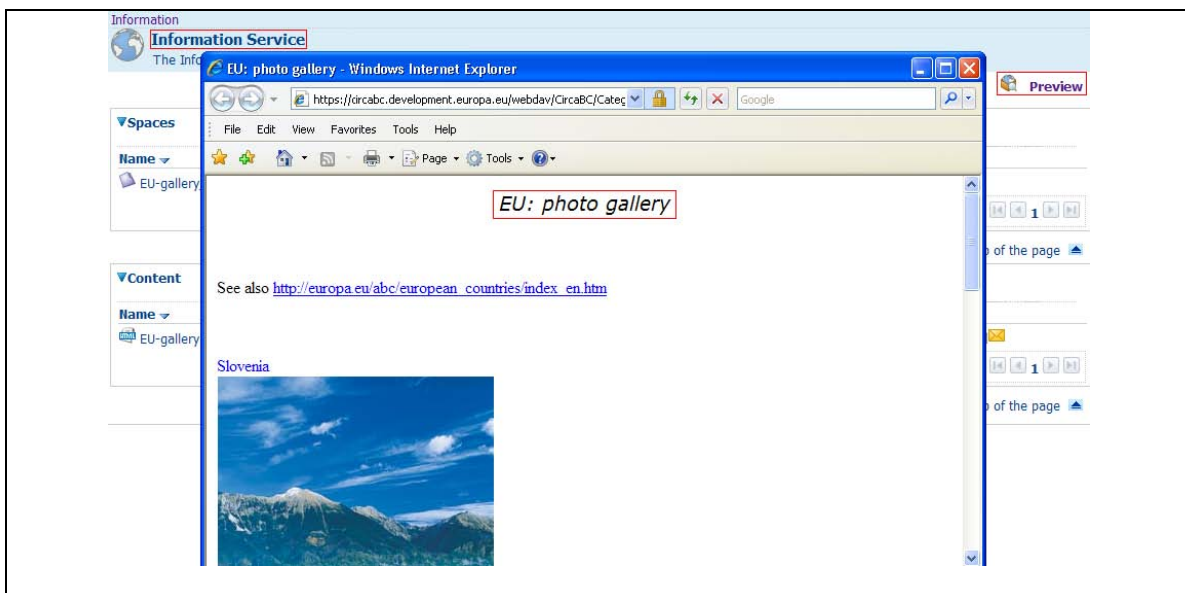 Information
Information Service
The Info
EU: photo gallery - Windows Internet Explorer
https://circabc.development.europa.eu/webdav/CircaBC/Categ
Google
Preview
File Edit View Favorites Tools Help
Page Tools
Spaces
Name
EU-gallery
1
of the page
EU: photo gallery
See also http://europa.eu/abc/european_countries/index_en.htm
Content
Name
EU-gallery
1
of the page
Slovenia